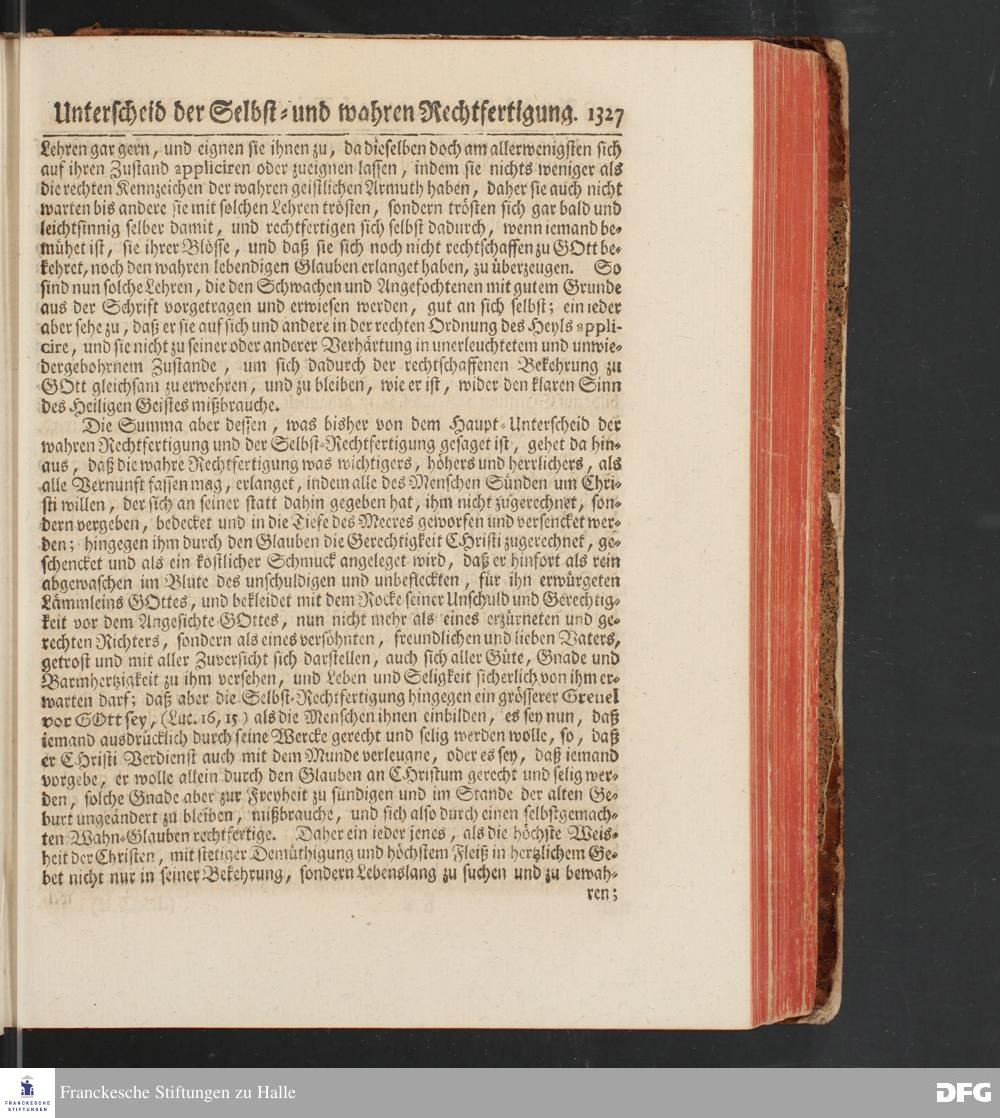 Unterscheid der Selbst- und wahren Rechtfertigung. 1327
Lehren gar gern, und eignen sie ihnen zu, da dieselben doch am allerwenigsten sich
auf ihren Zustand appliciren oder zueignen lassen, indem sie nichts weniger als
die rechten Kennzeichen der wahren geistlichen Armuth haben, daher sie auch nicht
warten bis andere sie mit solchen Lehren trösten, sondern trösten sich gar bald und
leichtsinnig selber damit, und rechtfertigen sich selbst dadurch, wenn iemand be-
mühet ist, sie ihrer Blösse, und daß sie sich noch nicht rechtschaffen zu GOtt be-
kehret, noch den wahren lebendigen Glauben erlanget haben, zu überzeugen. So
sind nun solche Lehren, die den Schwachen und Angefochtenen mit gutem Grunde
aus der Schrift vorgetragen und erwiesen werden, gut an sich selbst; ein ieder
aber sehe zu, daß er sie auf sich und andere in der rechten Ordnung des Heyls appli-
cire, und sie nicht zu seiner oder anderer Verhärtung in unerleuchtetem und unwie-
dergebohrnem Zustande, um sich dadurch der rechtschaffenen Bekehrung zu
GOtt gleichsam zu erwehren, und zu bleiben, wie er ist, wider den klaren Sinn
des Heiligen Geistes mißbrauche.
Die Summa aber dessen, was bisher von dem Haupt-Unterscheid der
wahren Rechtfertigung und der Selbst-Rechtfertigung gesaget ist, gehet da hin-
aus, daß die wahre Rechtfertigung was wichtigers, höhers und herrlichers, als
alle Vernunft fassen mag, erlanget, indem alle des Menschen Sünden um Chri-
sti willen, der sich an seiner statt dahin gegeben hat, ihm nicht zugerechnet, son-
dern vergeben, bedecket und in die Tiefe des Meeres geworfen und versencket wer-
den; hingegen ihm durch den Glauben die Gerechtigkeit CHristi zugerechnet, ge-
schencket und als ein köstlicher Schmuck angeleget wird, daß er hinfort als rein
abgewaschen im Blute des unschuldigen und unbefleckten, für ihn erwürgeten
Lämmleins GOttes, und bekleidet mit dem Rocke seiner Unschuld und Gerechtig-
keit vor dem Angesichte GOttes, nun nicht mehr als eines erzürneten und ge-
rechten Richters, sondern als eines versöhnten, freundlichen und lieben Vaters,
getrost und mit aller Zuversicht sich darstellen, auch sich aller Güte, Gnade und
Barmhertzigkeit zu ihm versehen, und Leben und Seligkeit sicherlich von ihm er-
warten darf; daß aber die Selbst-Rechtfertigung hingegen ein grösserer Greuel
vor GOtt sey, (Luc. 16, 15) als die Menschen ihnen einbilden, es sey nun, daß
iemand ausdrücklich durch seine Wercke gerecht und selig werden wolle, so, daß
er CHristi Verdienst auch mit dem Munde verleugne, oder es sey, daß iemand
vorgebe, er wolle allein durch den Glauben an CHristum gerecht und selig wer-
den, solche Gnade aber zur Freyheit zu sündigen und im Stande der alten Ge-
burt ungeändert zu bleiben, mißbrauche, und sich also durch einen selbstgemach-
ten Wahn-Glauben rechtfertige. Daher ein ieder jenes, als die höchste Weis-
heit der Christen, mit stetiger Demüthigung und höchstem Fleiß in hertzlichem Ge-
bet nicht nur in seiner Bekehrung, sondern Lebenslang zu suchen und zu bewah-
ren;
FRANCKESCHE
STIFTUNGEN
Franckesche Stiftungen zu Halle
DFG